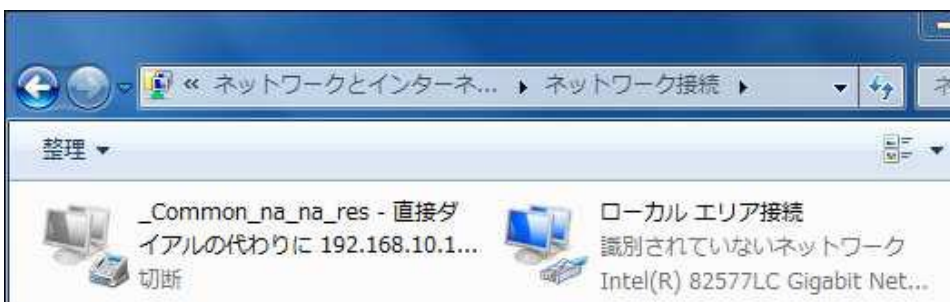 « ネットワークとインターネ... ▸ ネットワーク接続 ▸
整理 ▼
_Common_na_na_res - 直接ダ
イアルの代わりに 192.168.10.1...
切断
ローカル エリア接続
識別されていないネットワーク
Intel(R) 82577LC Gigabit Net...